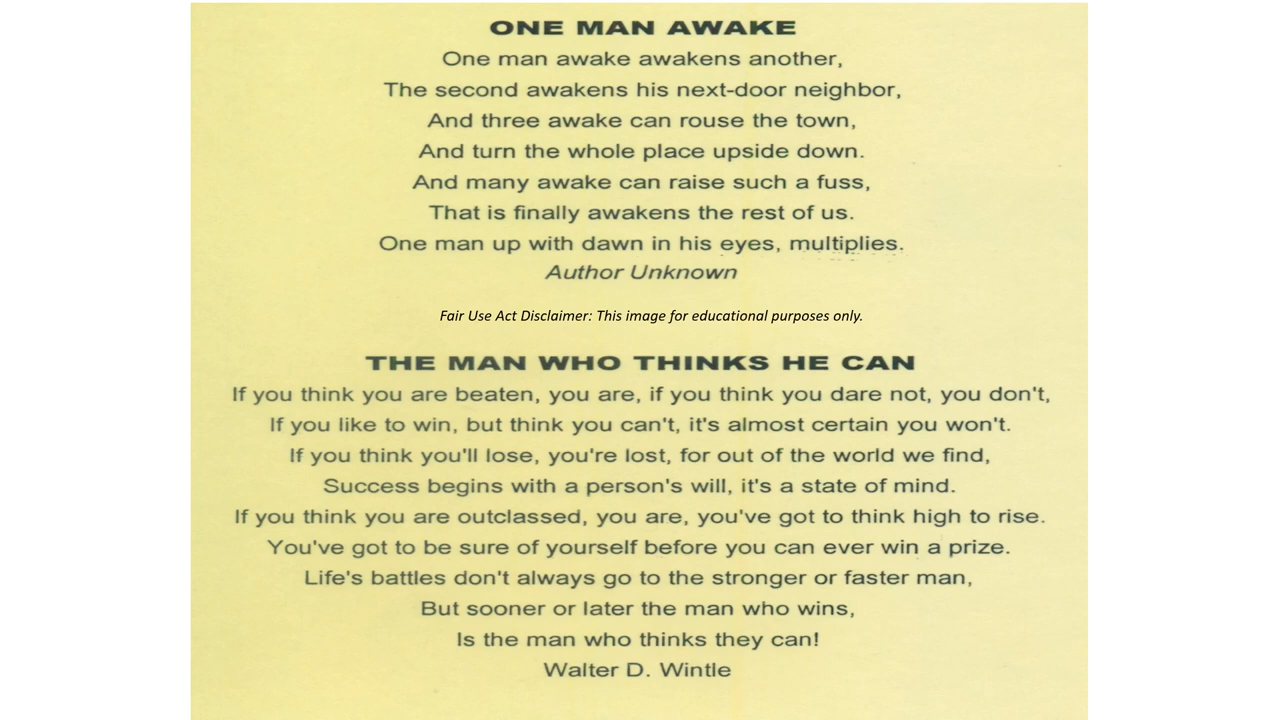 ONE MAN AWAKE
One man awake awakens another,
The second awakens his next-door neighbor,
And three awake can rouse the town,
And turn the whole place upside down.
And many awake can raise such a fuss,
That is finally awakens the rest of us.
One man up with dawn in his eyes, multiplies.
Author Unknown
Fair Use Act Disclaimer: This image for educational purposes only.
THE MAN WHO THINKS HE CAN
If you think you are beaten, you are, if you think you dare not, you don't,
If you like to win, but think you can't, it's almost certain you won't.
If you think you'll lose, you're lost, for out of the world we find,
Success begins with a person's will, it's a state of mind.
If you think you are outclassed, you are, you've got to think high to rise.
You've got to be sure of yourself before you can ever win a prize.
Life's battles don't always go to the stronger or faster man,
But sooner or later the man who wins,
Is the man who thinks they can!
Walter D. Wintle